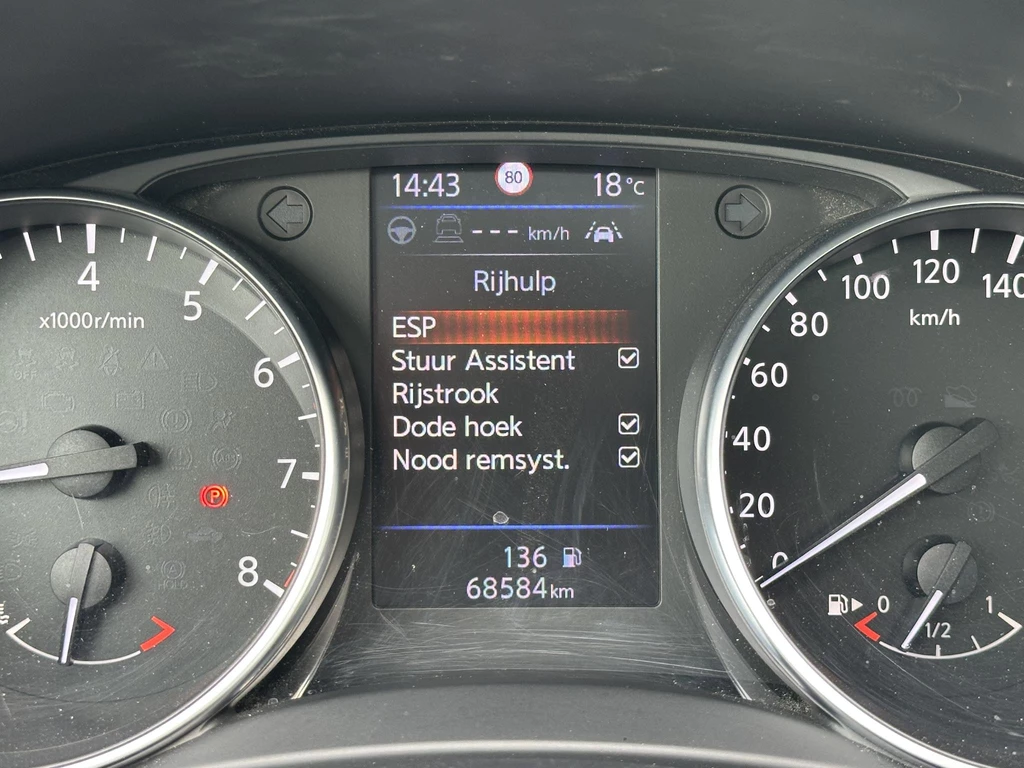 14:43 80 18°C
--- km/h
Rijhulp
ESP
Stuur Assistent
Rijstrook
Dode hoek
Nood remsyst.
136
68584km
4
5
6
7
8
x1000r/min
P
0
20
40
60
80
100
120
140
km/h
0
1/2
1